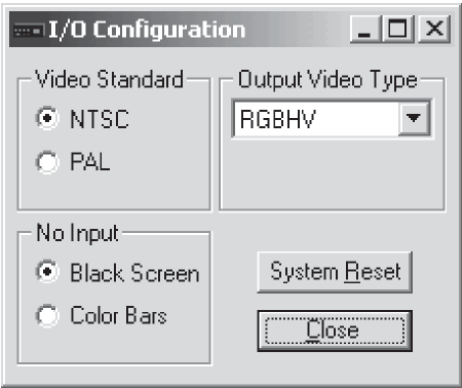 I/O Configuration
Video Standard
NTSC
PAL
Output Video Type
RGBHV
No Input
Black Screen
Color Bars
System Reset
Close